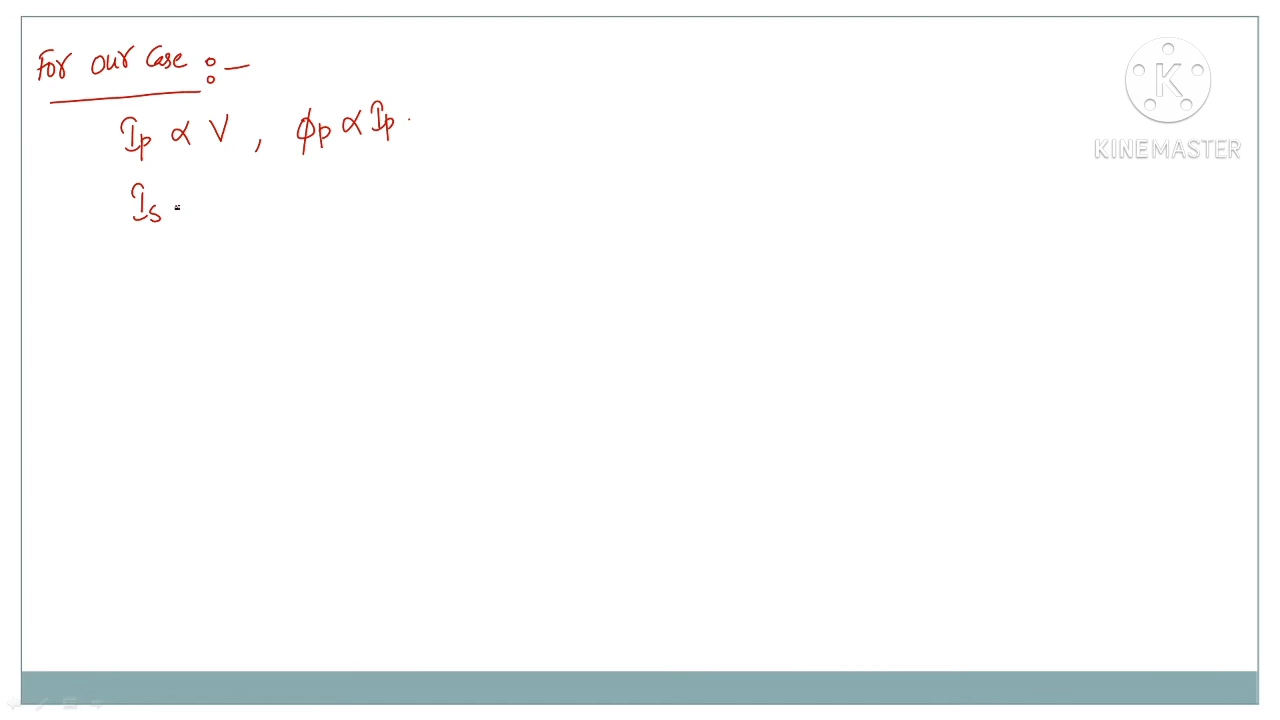 For our Case :-
Ip ∝ V , ϕp ∝ Ip .
Is
K
KINEMASTER